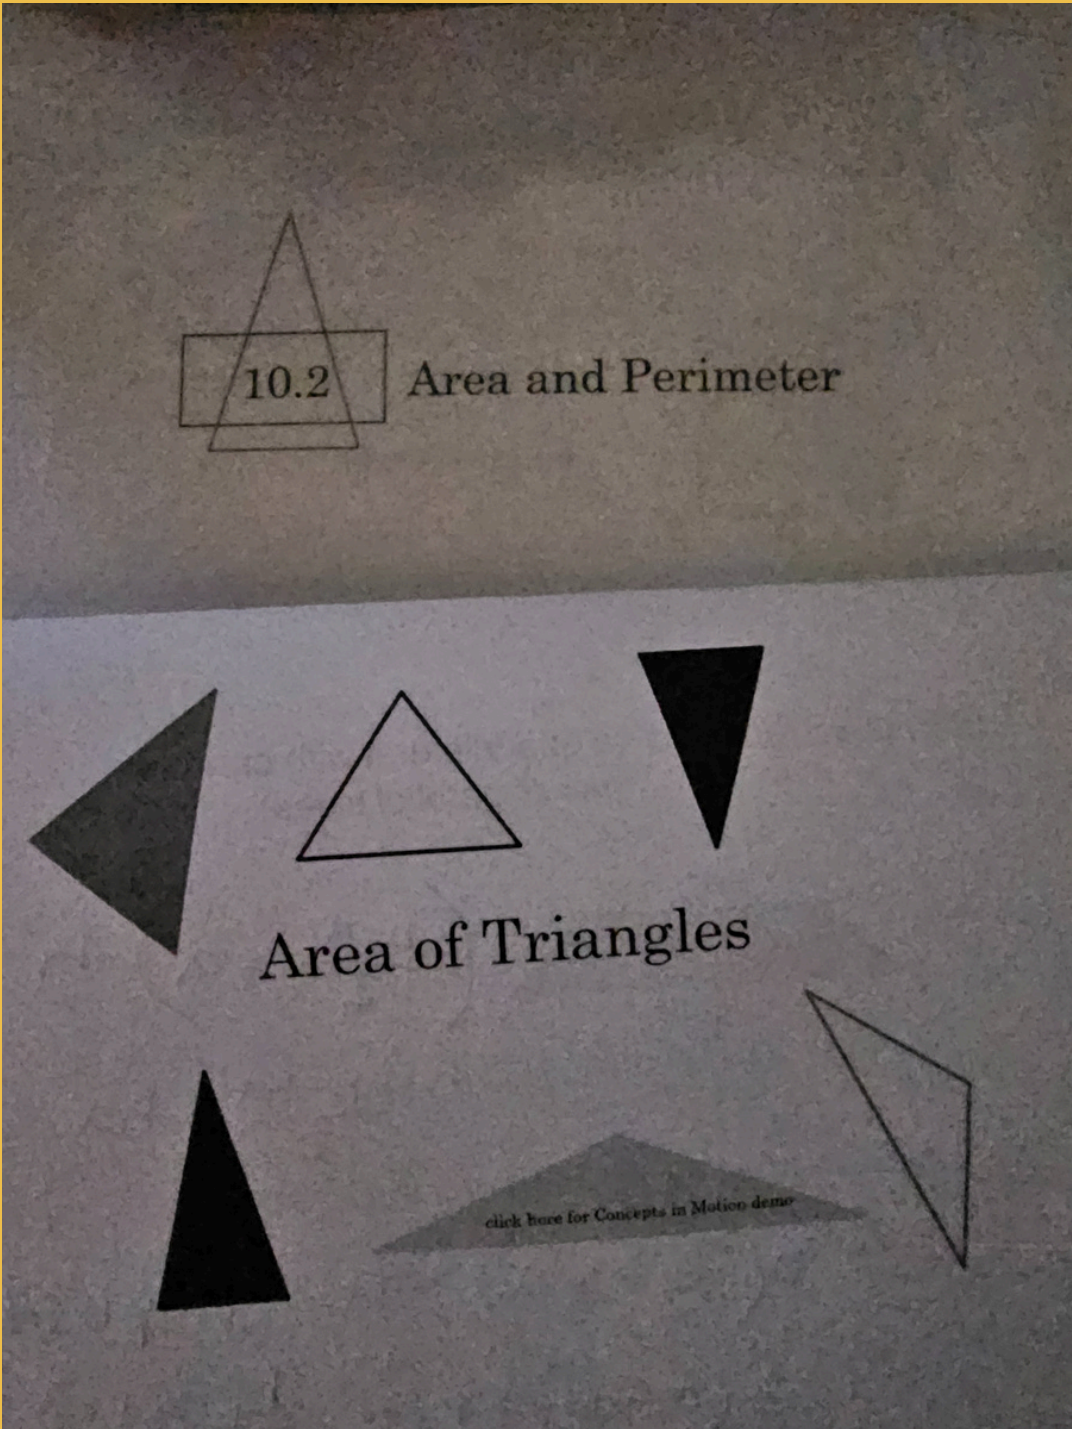 10.2 Area and Perimeter
Area of Triangles
click here for Concepts in Motion demo